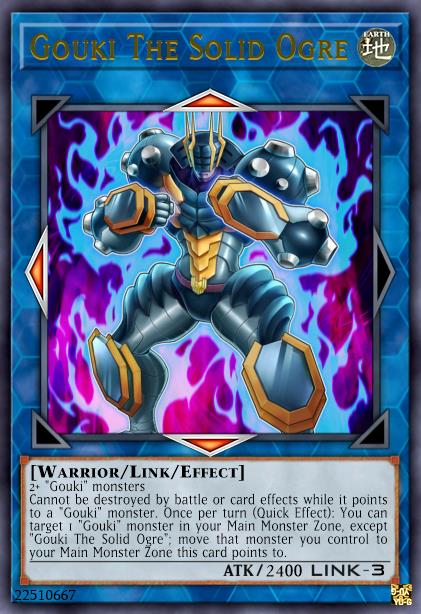 Gouki The Solid Ogre
EARTH
地
[Warrior/Link/Effect]
2+ "Gouki" monsters
Cannot be destroyed by battle or card effects while it points
to a "Gouki" monster. Once per turn (Quick Effect): You can
target 1 "Gouki" monster in your Main Monster Zone, except
"Gouki The Solid Ogre"; move that monster you control to
your Main Monster Zone this card points to.
ATK/2400 LINK-3
22510667